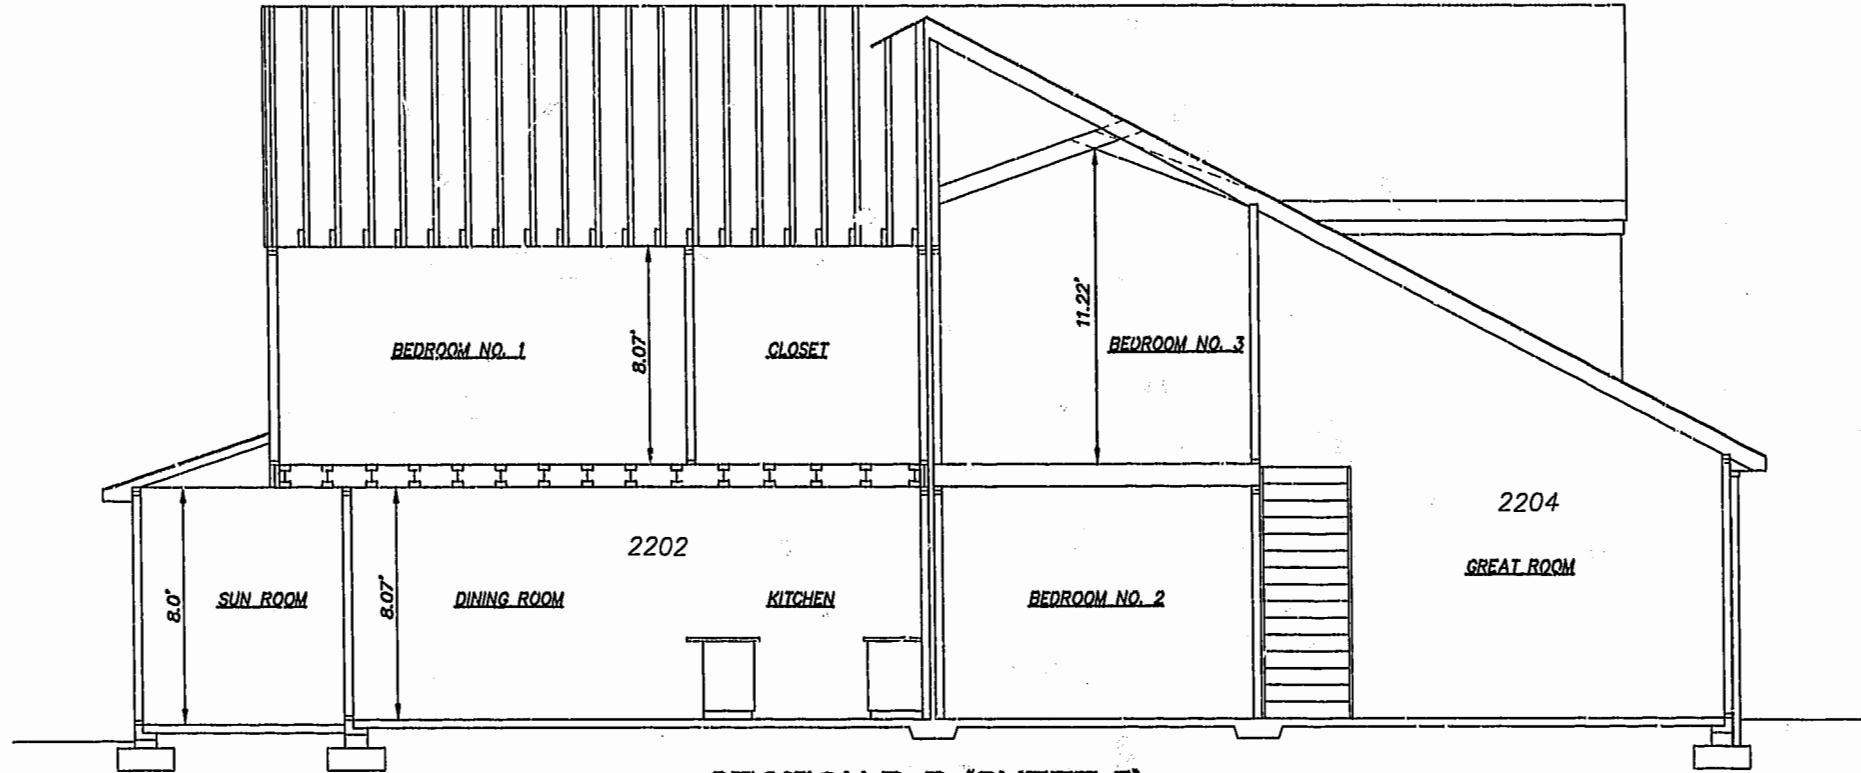 11.22'
BEDROOM NO. 1
8.07'
CLOSET
BEDROOM NO. 3
2202
2204
8.0'
SUN ROOM
8.07'
DINING ROOM
KITCHEN
BEDROOM NO. 2
GREAT ROOM